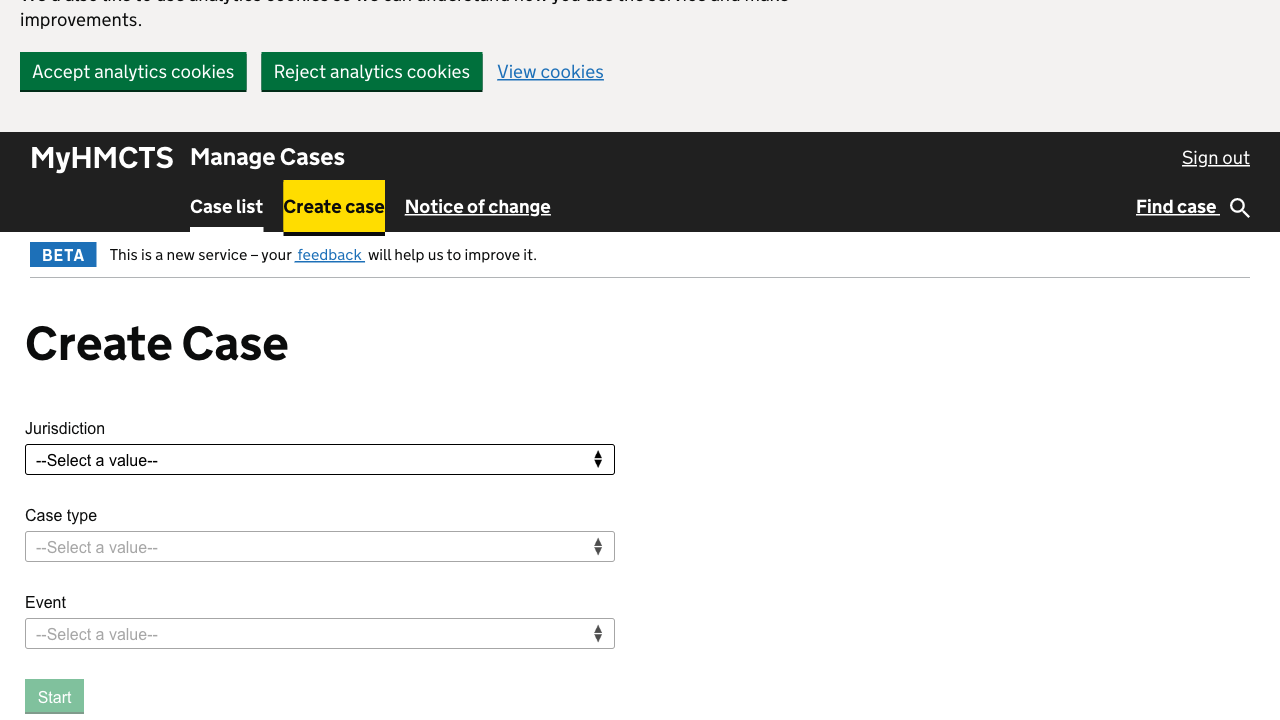 improvements.
Accept analytics cookies Reject analytics cookies View cookies
MyHMCTS Manage Cases Sign out
Case list Create case Notice of change Find case
BETA This is a new service – your feedback will help us to improve it.
Create Case
Jurisdiction
--Select a value--
Case type
--Select a value--
Event
--Select a value--
Start